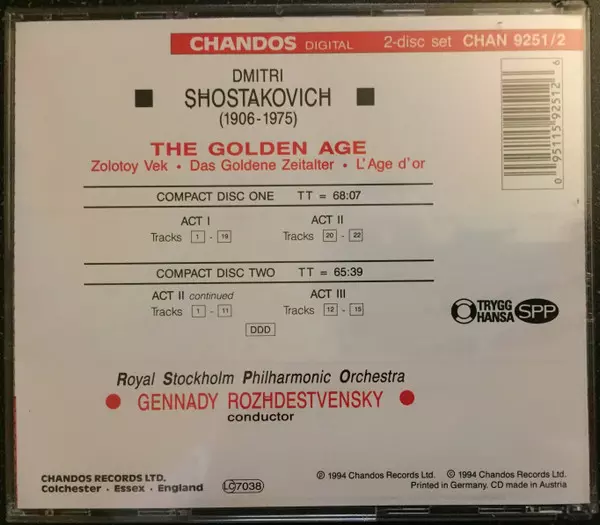 CHANDOS DIGITAL 2-disc set CHAN 9251/2
DMITRI
SHOSTAKOVICH
(1906-1975)
THE GOLDEN AGE
Zolotoy Vek • Das Goldene Zeitalter • L'Age d'or
0 95115 92512 6
COMPACT DISC ONE TT = 68:07
ACT I ACT II
Tracks 1 - 19 Tracks 20 - 22
COMPACT DISC TWO TT = 65:39
ACT II continued ACT III
Tracks 1 - 11 Tracks 12 - 15
DDD
TRYGG
HANSA SPP
Royal Stockholm Philharmonic Orchestra
GENNADY ROZHDESTVENSKY
conductor
CHANDOS RECORDS LTD.
Colchester • Essex • England
LC7038
℗ 1994 Chandos Records Ltd. © 1994 Chandos Records Ltd.
Printed in Germany. CD made in Austria